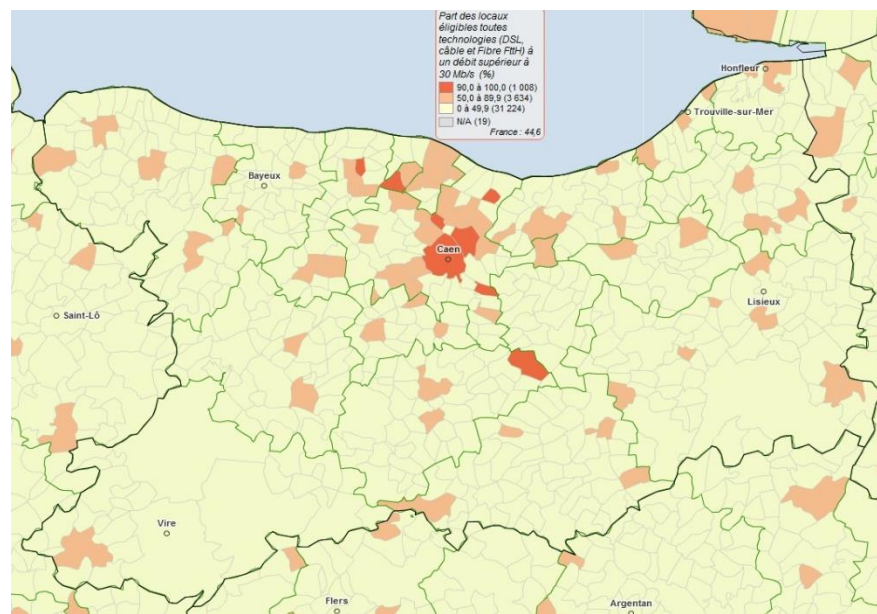 Part des locaux
éligibles toutes
technologies (DSL,
câble et Fibre FttH) à
un débit supérieur à
30 Mb/s (%)
90,0 à 100,0 (1 008)
50,0 à 89,9 (3 634)
0 à 49,9 (31 224)
N/A (19)
France : 44,6
Honfleur
Trouville-sur-Mer
Bayeux
Caen
Lisieux
Saint-Lô
Vire
Flers
Argentan